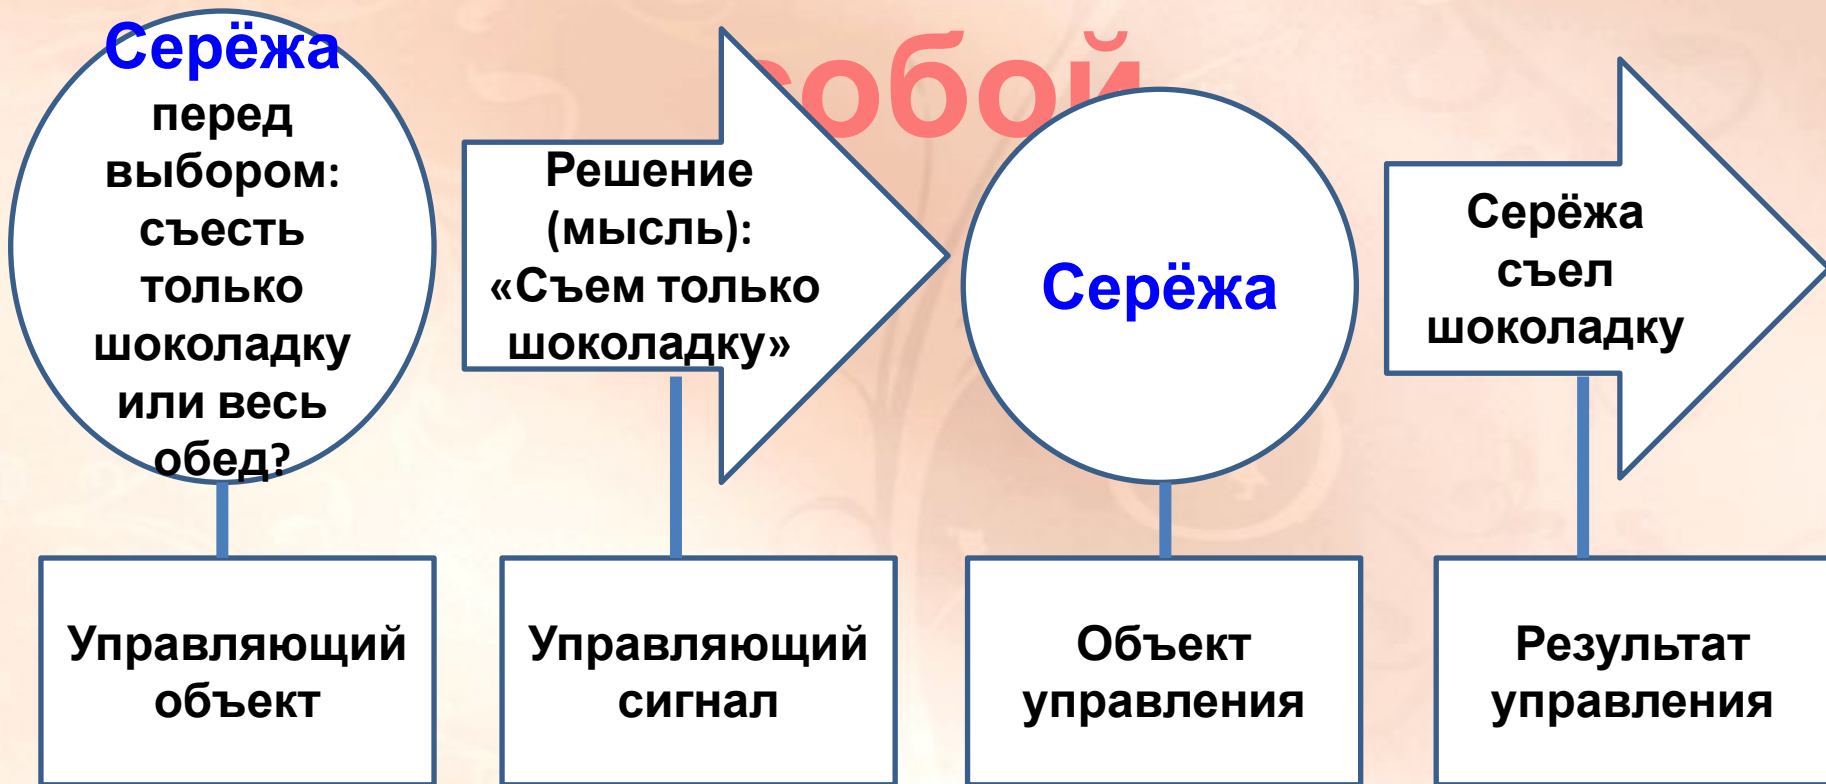 собой
Серёжа
перед
выбором:
съесть
только
шоколадку
или весь
обед?
Решение
(мысль):
«Съем только
шоколадку»
Серёжа
Серёжа
съел
шоколадку
Управляющий
объект
Управляющий
сигнал
Объект
управления
Результат
управления